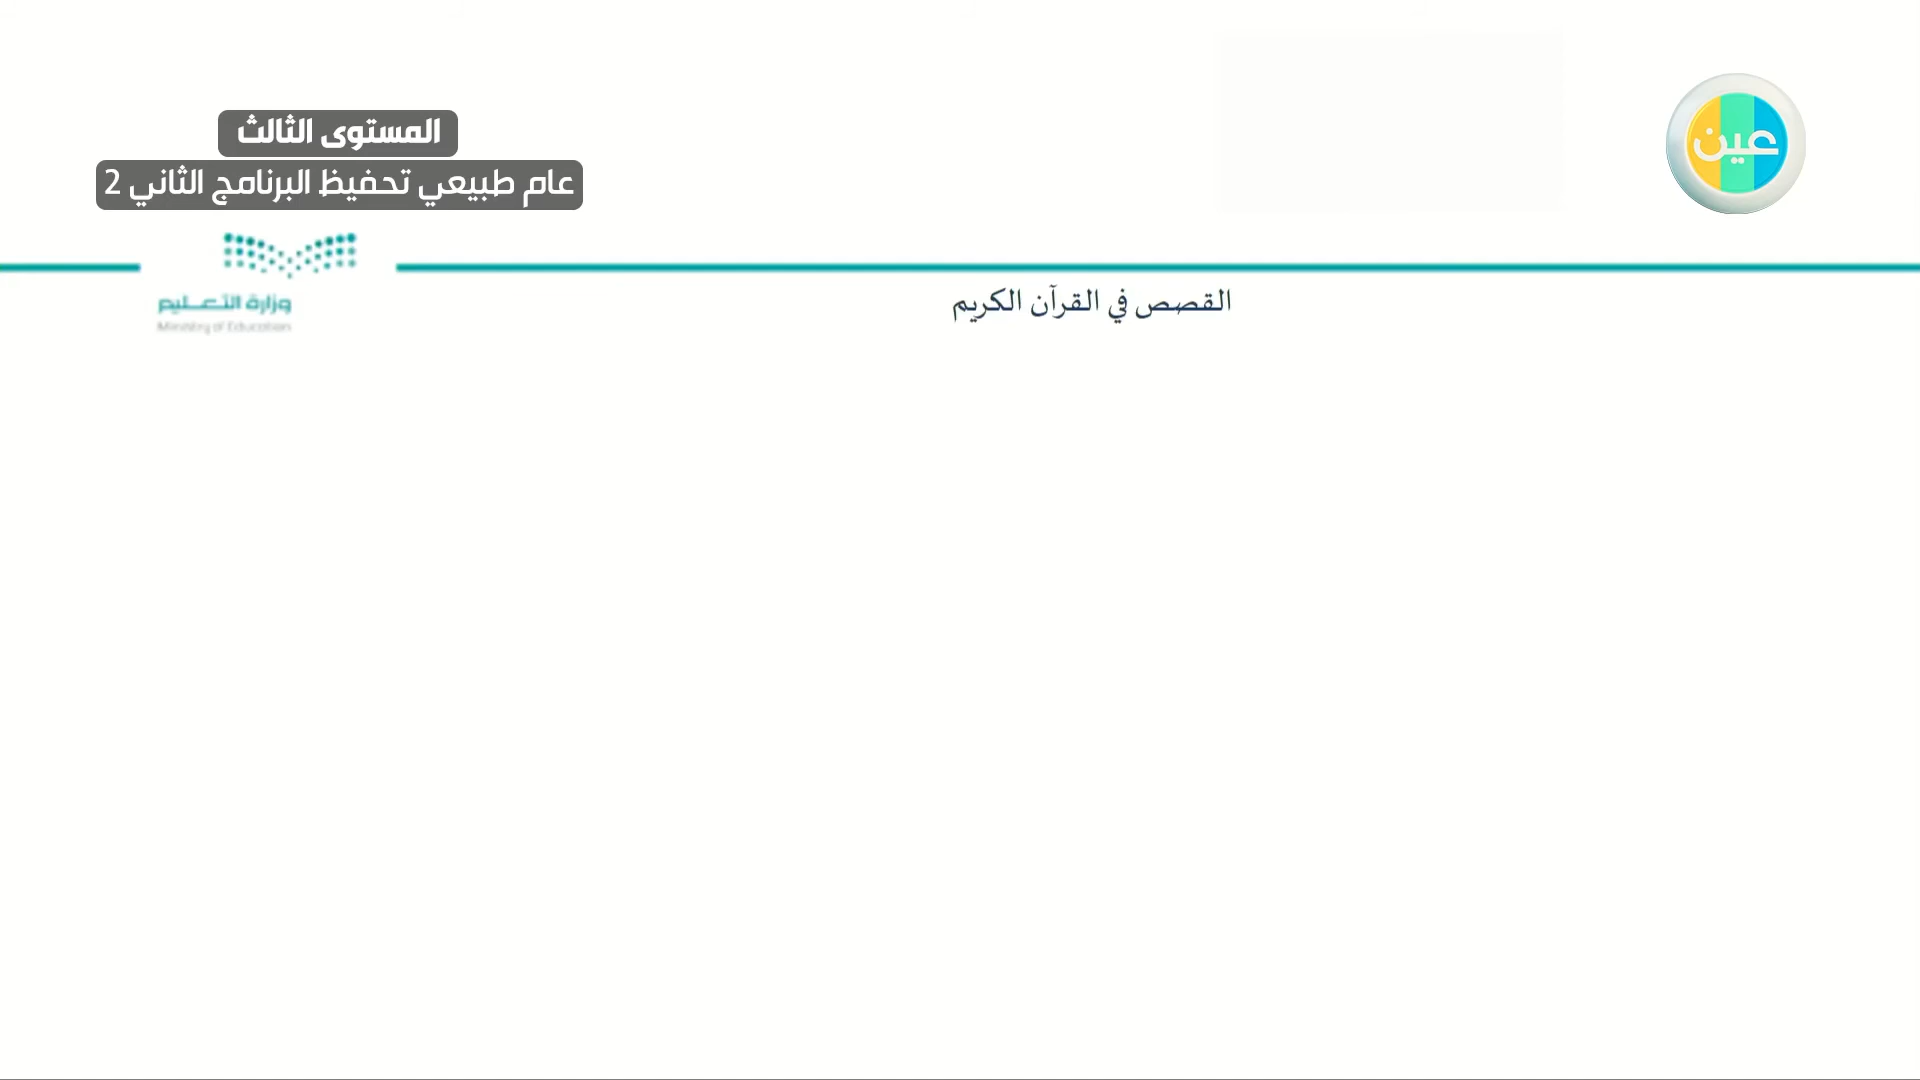 عين
المستوى الثالث
عام طبيعي تحفيظ البرنامج الثاني 2
وزارة التعليم
Ministry of Education
القصص في القرآن الكريم